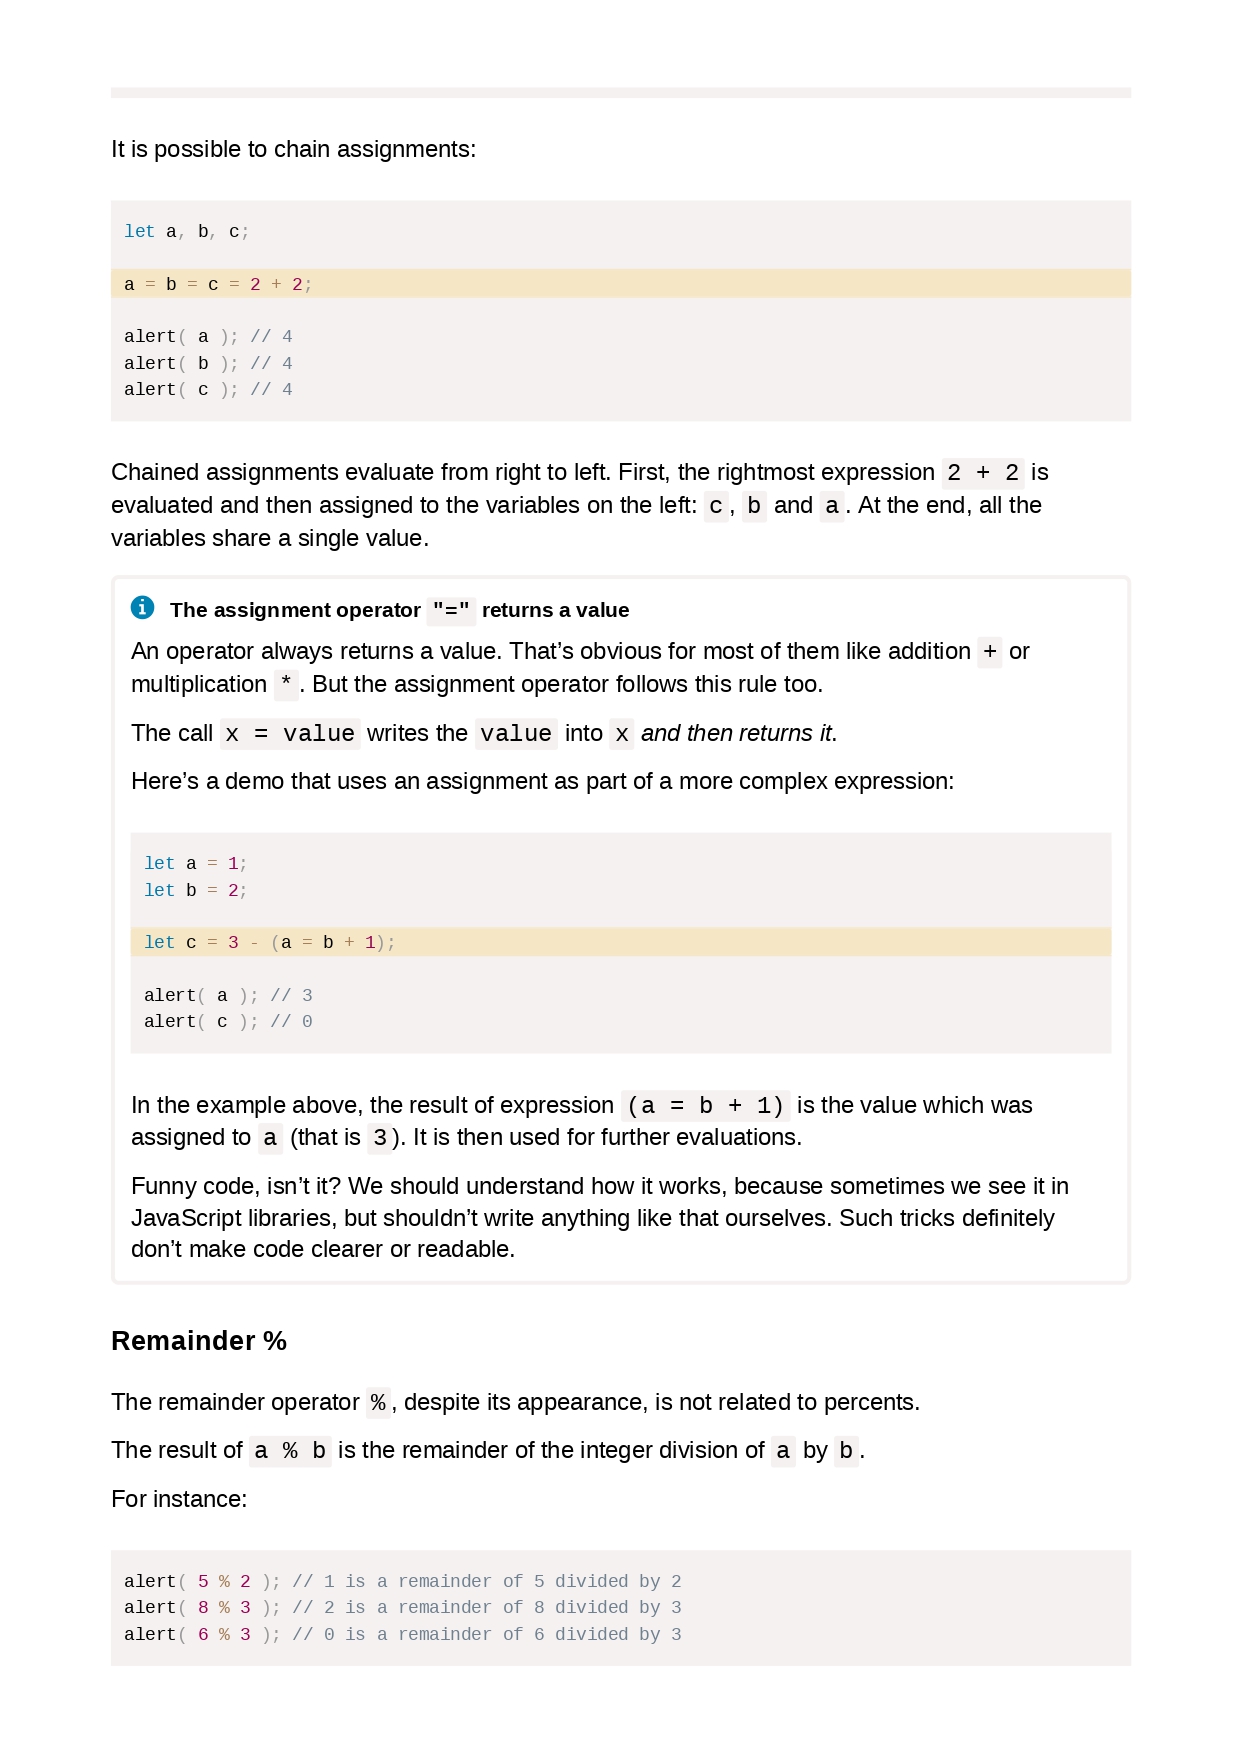 It is possible to chain assignments:
let a, b, c;
a = b = c = 2 + 2;
alert( a ); // 4
alert( b ); // 4
alert( c ); // 4
Chained assignments evaluate from right to left. First, the rightmost expression 2 + 2 is
evaluated and then assigned to the variables on the left: c, b and a. At the end, all the
variables share a single value.
The assignment operator "=" returns a value
An operator always returns a value. That’s obvious for most of them like addition + or
multiplication *. But the assignment operator follows this rule too.
The call x = value writes the value into x and then returns it.
Here’s a demo that uses an assignment as part of a more complex expression:
let a = 1;
let b = 2;
let c = 3 - (a = b + 1);
alert( a ); // 3
alert( c ); // 0
In the example above, the result of expression (a = b + 1) is the value which was
assigned to a (that is 3). It is then used for further evaluations.
Funny code, isn’t it? We should understand how it works, because sometimes we see it in
JavaScript libraries, but shouldn’t write anything like that ourselves. Such tricks definitely
don’t make code clearer or readable.
Remainder %
The remainder operator %, despite its appearance, is not related to percents.
The result of a % b is the remainder of the integer division of a by b.
For instance:
alert( 5 % 2 ); // 1 is a remainder of 5 divided by 2
alert( 8 % 3 ); // 2 is a remainder of 8 divided by 3
alert( 6 % 3 ); // 0 is a remainder of 6 divided by 3